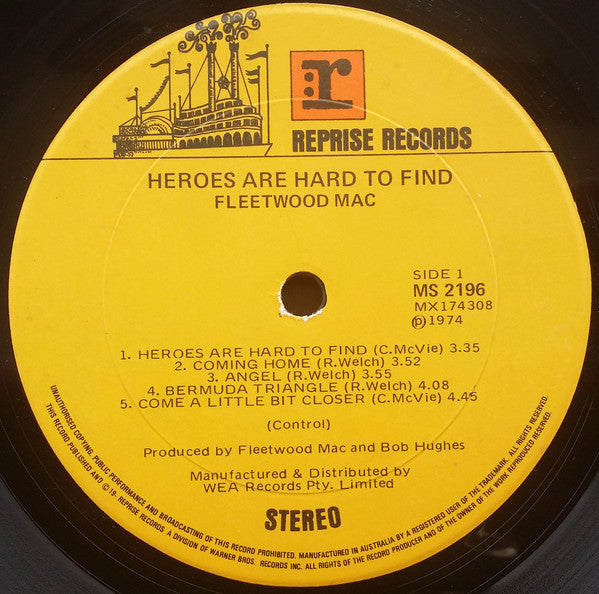 r
REPRISE RECORDS
HEROES ARE HARD TO FIND
FLEETWOOD MAC
SIDE 1
MS 2196
MX174308
℗1974
1. HEROES ARE HARD TO FIND (C.McVie) 3.35
2. COMING HOME (R.Welch) 3.52
3. ANGEL (R.Welch) 3.55
4. BERMUDA TRIANGLE (R.Welch) 4.08
5. COME A LITTLE BIT CLOSER (C.McVie) 4.45
(Control)
Produced by Fleetwood Mac and Bob Hughes
Manufactured & Distributed by
WEA Records Pty. Limited
STEREO
UNAUTHORISED COPYING, PUBLIC PERFORMANCE AND BROADCASTING OF THIS RECORD PROHIBITED. MANUFACTURED IN AUSTRALIA BY A REGISTERED USER OF THE TRADEMARK. ALL RIGHTS RESERVED.
THIS RECORD PUBLISHED AND ©19- REPRISE RECORDS A DIVISION OF WARNER BROS. RECORDS INC. ALL RIGHTS OF THE RECORD PRODUCER AND OF THE OWNER OF THE WORK REPRODUCED RESERVED.